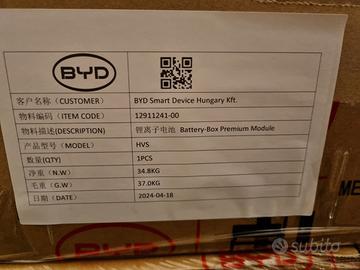 BYD
客户名称(CUSTOMER) BYD Smart Device Hungary Kft.
物料编码(ITEM CODE) 12911241-00
物料描述(DESCRIPTION) 锂离子电池 Battery-Box Premium Module
产品型号(MODEL) HVS
数量(QTY) 1PCS
净重(N.W) 34.8KG
毛重(G.W) 37.0KG
日期(DATE) 2024-04-18
BYD
ME
subito